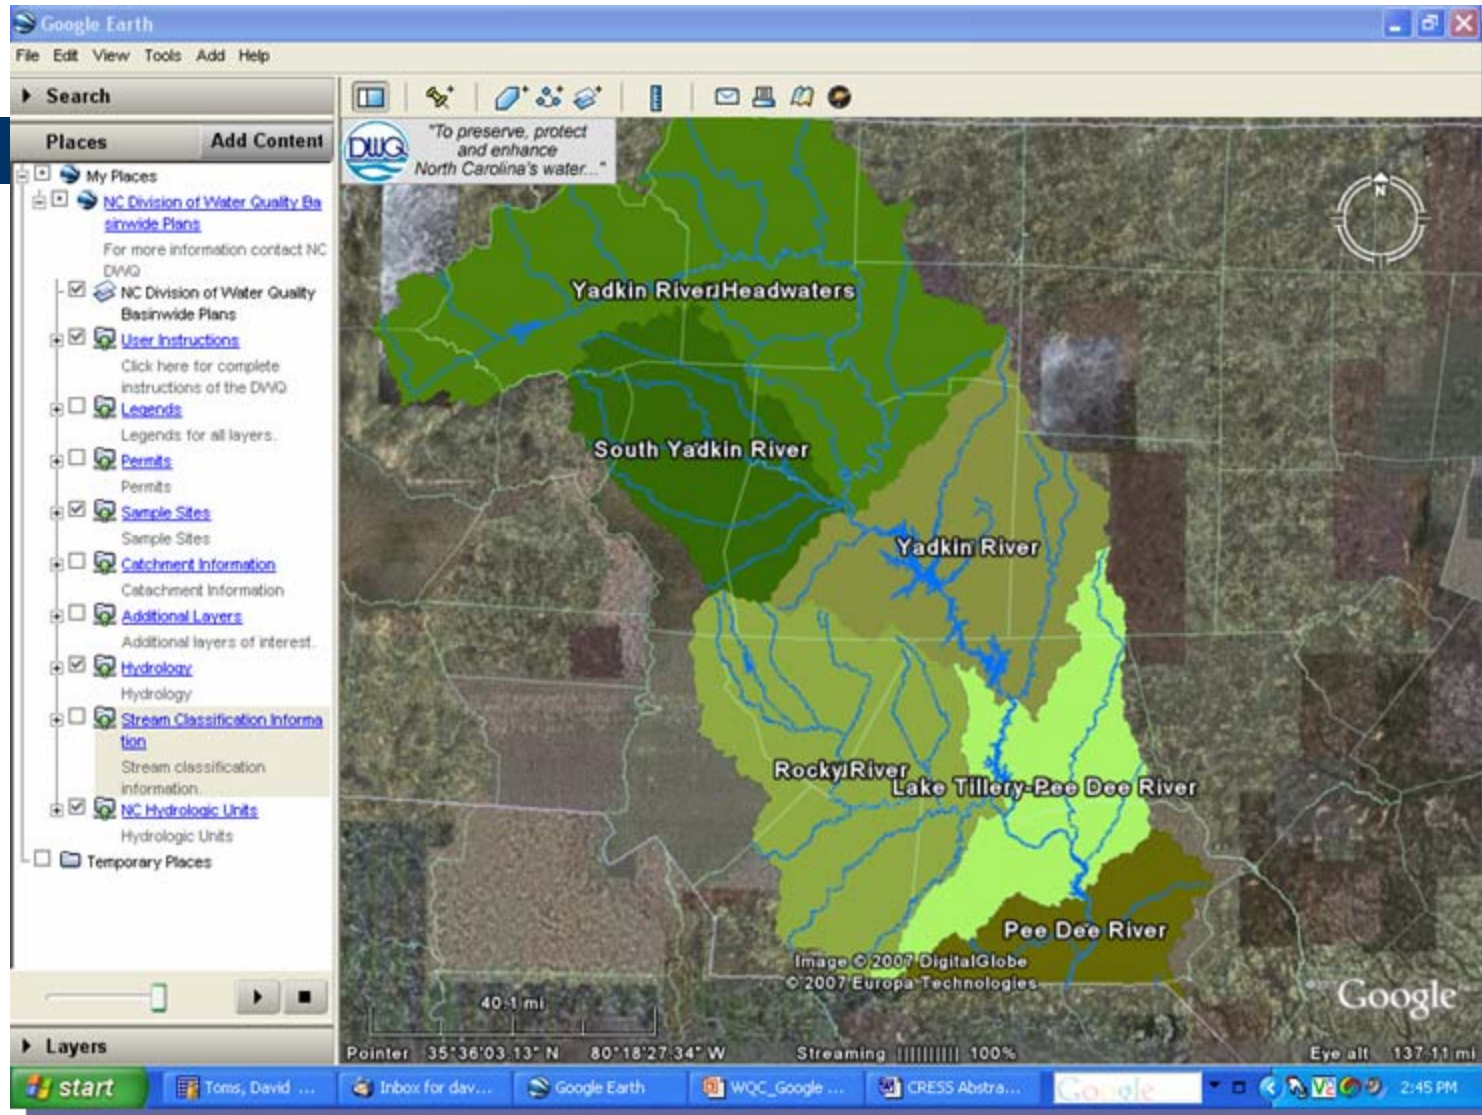 Google Earth
File Edit View Tools Add Help
Search
Places Add Content
My Places
NC Division of Water Quality Ba
sinwide Plans
For more information contact NC
DWQ
NC Division of Water Quality
Basinwide Plans
User Instructions
Click here for complete
instructions of the DWQ
Legends
Legends for all layers.
Permits
Permits
Sample Sites
Sample Sites
Catchment Information
Catachment Information
Additional Layers
Additional layers of interest.
Hydrology
Hydrology
Stream Classification Informa
tion
Stream classification
information.
NC Hydrologic Units
Hydrologic Units
Temporary Places
Layers
DWQ
"To preserve, protect
and enhance
North Carolina's water..."
N
Yadkin River Headwaters
South Yadkin River
Yadkin River
Rocky River
Lake Tillery-Pee Dee River
Pee Dee River
Image © 2007 DigitalGlobe
© 2007 Europa Technologies
40.1 mi
Google
Pointer 35°36'03.13" N 80°18'27.34" W Streaming 100% Eye alt 137.11 mi
start Toms, David ... Inbox for dav... Google Earth WQC_Google ... CRESS Abstra... Google 2:45 PM